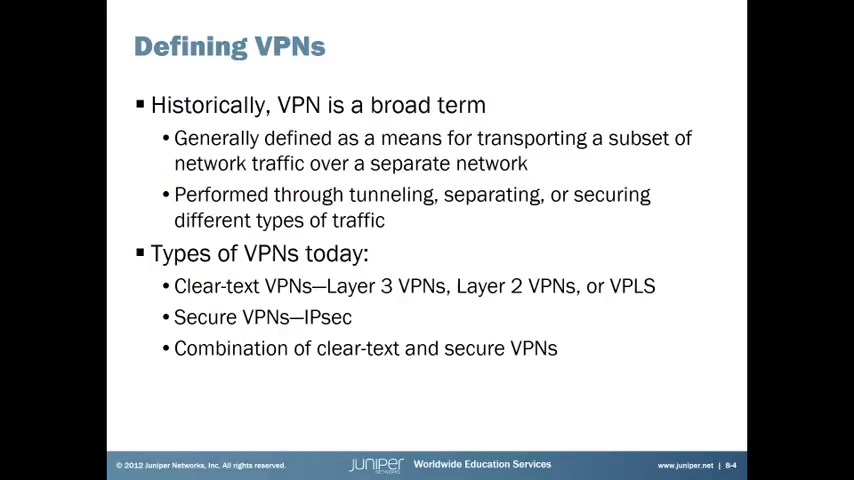 Defining VPNs
▪ Historically, VPN is a broad term
• Generally defined as a means for transporting a subset of
network traffic over a separate network
• Performed through tunneling, separating, or securing
different types of traffic
▪ Types of VPNs today:
• Clear-text VPNs—Layer 3 VPNs, Layer 2 VPNs, or VPLS
• Secure VPNs—IPsec
• Combination of clear-text and secure VPNs
© 2012 Juniper Networks, Inc. All rights reserved.
JUNIPER
NETWORKS
Worldwide Education Services
www.juniper.net | 8-4